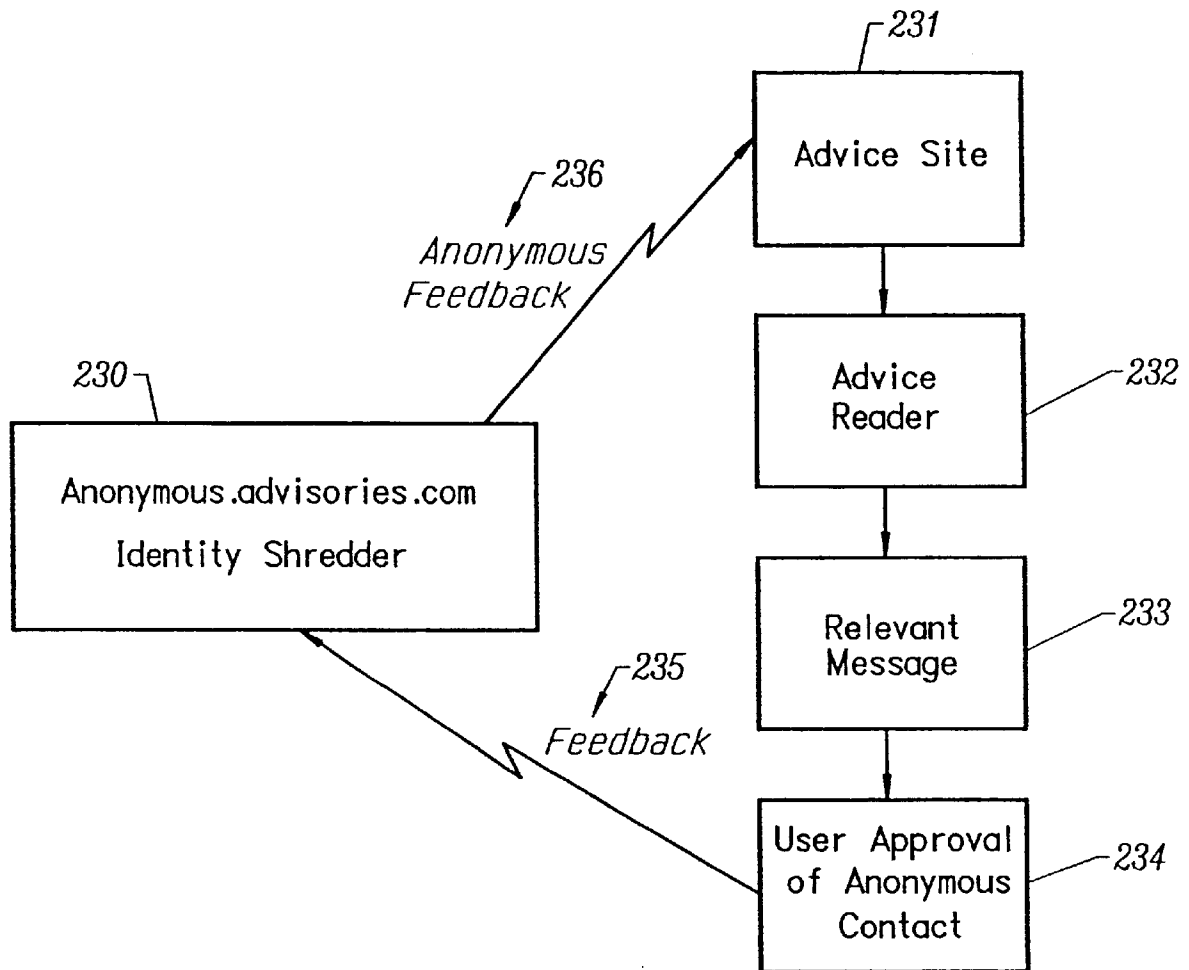 231
Advice Site
236
Anonymous
Feedback
230
Anonymous.advisories.com
Identity Shredder
Advice
Reader
232
Relevant
Message
233
235
Feedback
User Approval
of Anonymous
Contact
234